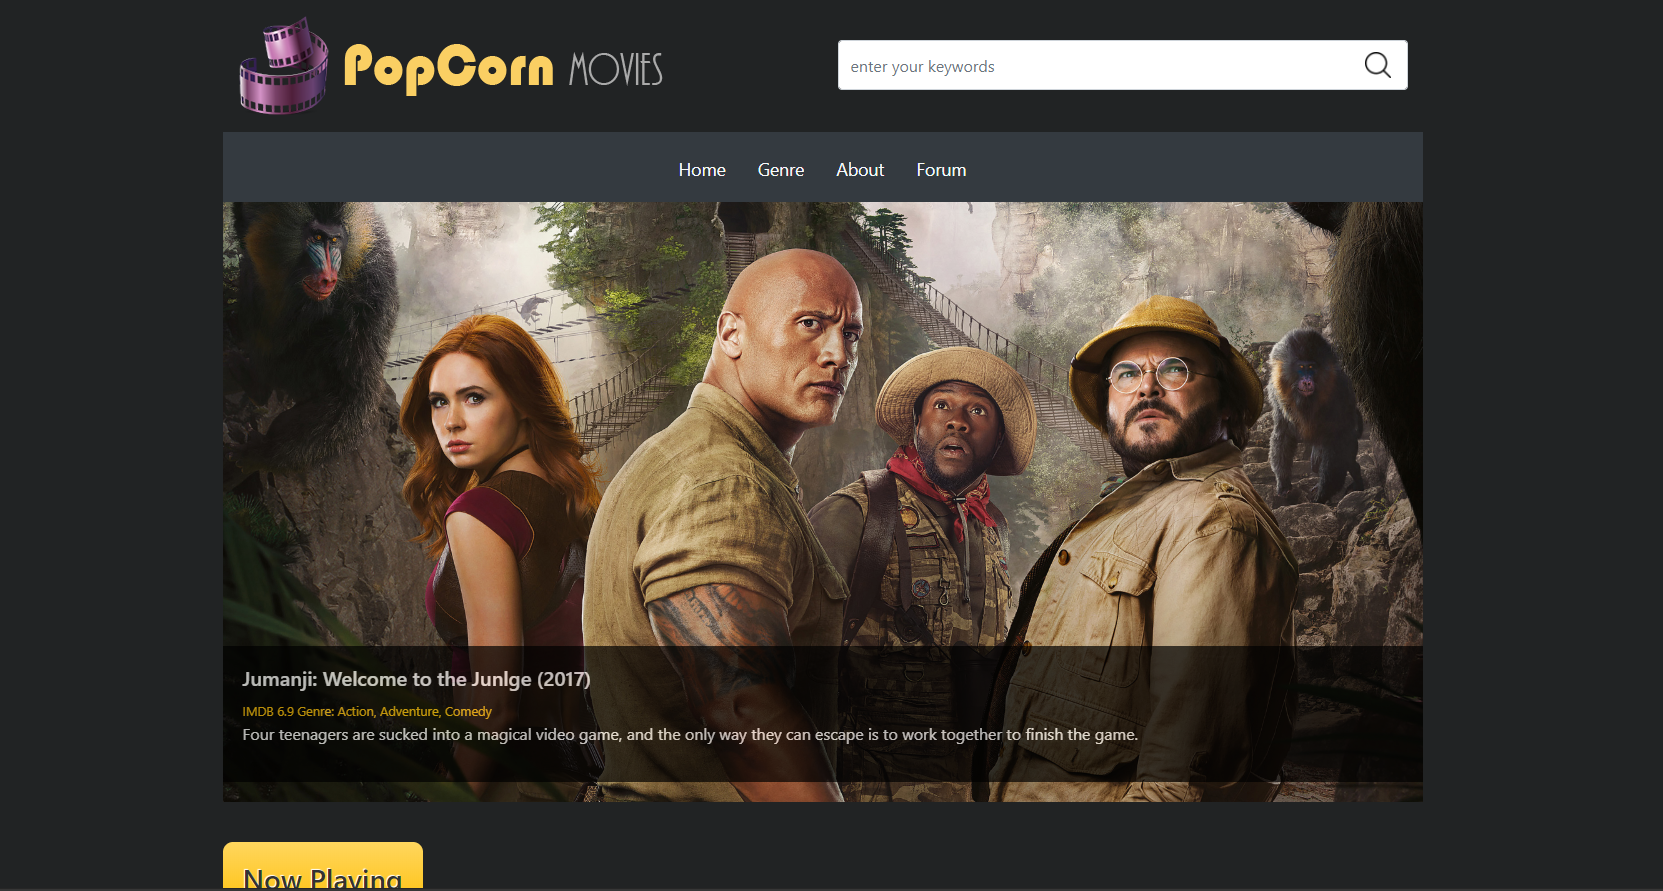 PopCorn MOVIES
enter your keywords
Home Genre About Forum
Jumanji: Welcome to the Junlge (2017)
IMDB 6.9 Genre: Action, Adventure, Comedy
Four teenagers are sucked into a magical video game, and the only way they can escape is to work together to finish the game.
Now Playing